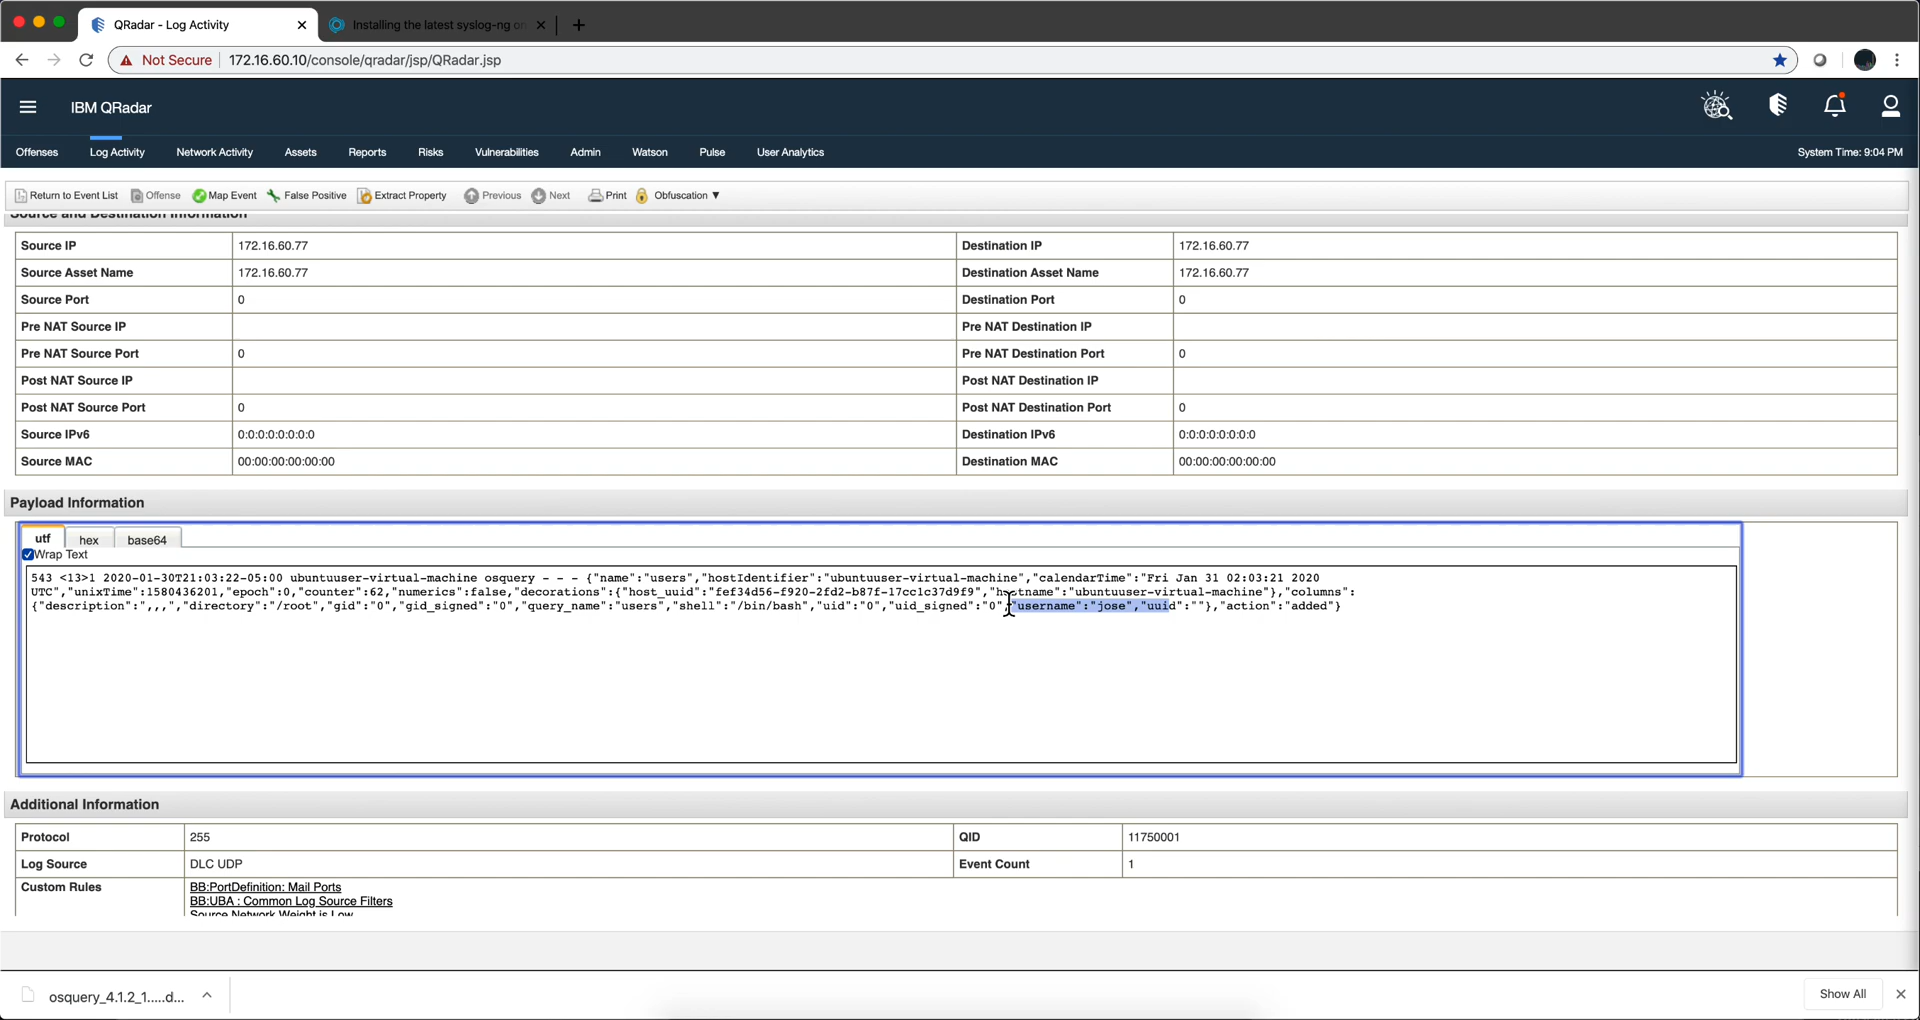 QRadar - Log Activity
Installing the latest syslog-ng on
Not Secure
172.16.60.10/console/qradar/jsp/QRadar.jsp
IBM QRadar
Offenses
Log Activity
Network Activity
Assets
Reports
Risks
Vulnerabilities
Admin
Watson
Pulse
User Analytics
System Time: 9:04 PM
Return to Event List
Offense
Map Event
False Positive
Extract Property
Previous
Next
Print
Obfuscation ▼
Source and Destination Information
Source IP 172.16.60.77 Destination IP 172.16.60.77
Source Asset Name 172.16.60.77 Destination Asset Name 172.16.60.77
Source Port 0 Destination Port 0
Pre NAT Source IP Pre NAT Destination IP
Pre NAT Source Port 0 Pre NAT Destination Port 0
Post NAT Source IP Post NAT Destination IP
Post NAT Source Port 0 Post NAT Destination Port 0
Source IPv6 0:0:0:0:0:0:0:0 Destination IPv6 0:0:0:0:0:0:0:0
Source MAC 00:00:00:00:00:00 Destination MAC 00:00:00:00:00:00
Payload Information
utf
hex
base64
Wrap Text
543 <13>1 2020-01-30T21:03:22-05:00 ubuntuuser-virtual-machine osquery - - - {"name":"users","hostIdentifier":"ubuntuuser-virtual-machine","calendarTime":"Fri Jan 31 02:03:21 2020
UTC","unixTime":1580436201,"epoch":0,"counter":62,"numerics":false,"decorations":{"host_uuid":"fef34d56-f920-2fd2-b87f-17cc1c37d9f9","hostname":"ubuntuuser-virtual-machine"},"columns":
{"description":",,,","directory":"/root","gid":"0","gid_signed":"0","query_name":"users","shell":"/bin/bash","uid":"0","uid_signed":"0","username":"jose","uuid":""},"action":"added"}
Additional Information
Protocol 255 QID 11750001
Log Source DLC UDP Event Count 1
Custom Rules BB:PortDefinition: Mail Ports
BB:UBA : Common Log Source Filters
Source Network Weight is Low
osquery_4.1.2_1.....d...
Show All